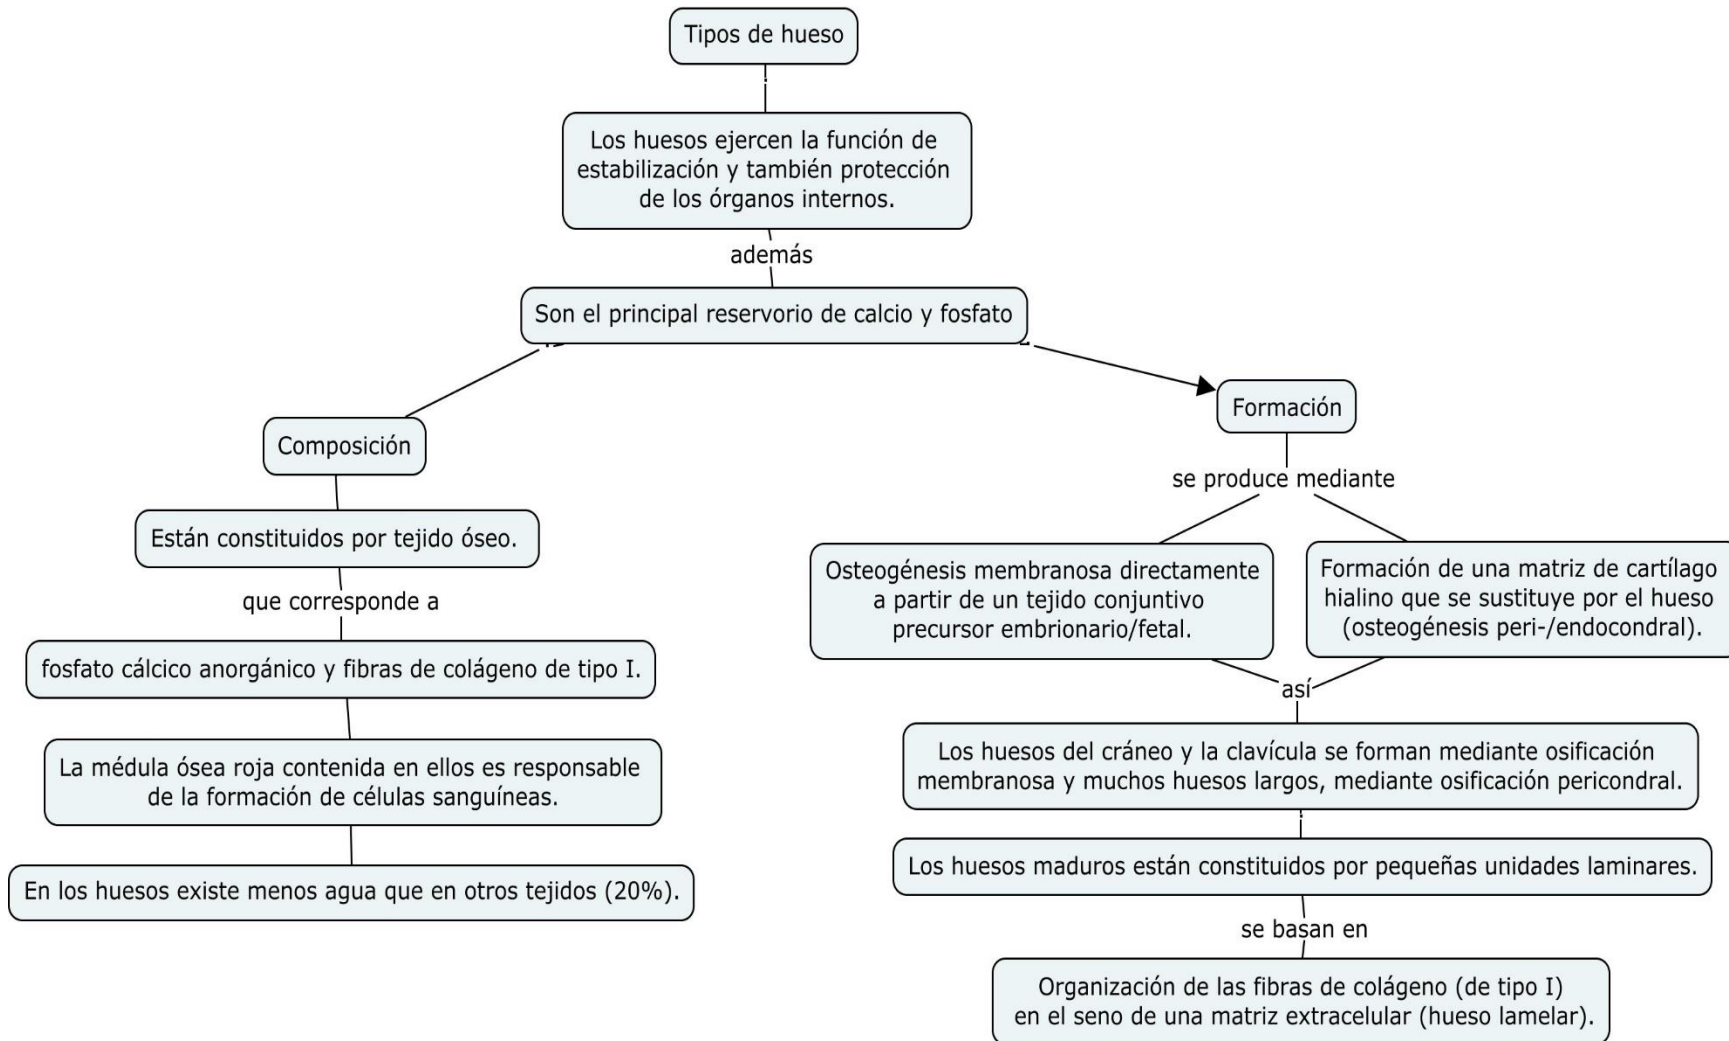 Tipos de hueso
Los huesos ejercen la función de
estabilización y también protección
de los órganos internos.
además
Son el principal reservorio de calcio y fosfato
Composición
Están constituidos por tejido óseo.
que corresponde a
fosfato cálcico anorgánico y fibras de colágeno de tipo I.
La médula ósea roja contenida en ellos es responsable
de la formación de células sanguíneas.
En los huesos existe menos agua que en otros tejidos (20%).
Formación
se produce mediante
Osteogénesis membranosa directamente
a partir de un tejido conjuntivo
precursor embrionario/fetal.
Formación de una matriz de cartílago
hialino que se sustituye por el hueso
(osteogénesis peri-/endocondral).
así
Los huesos del cráneo y la clavícula se forman mediante osificación
membranosa y muchos huesos largos, mediante osificación pericondral.
Los huesos maduros están constituidos por pequeñas unidades laminares.
se basan en
Organización de las fibras de colágeno (de tipo I)
en el seno de una matriz extracelular (hueso lamelar).